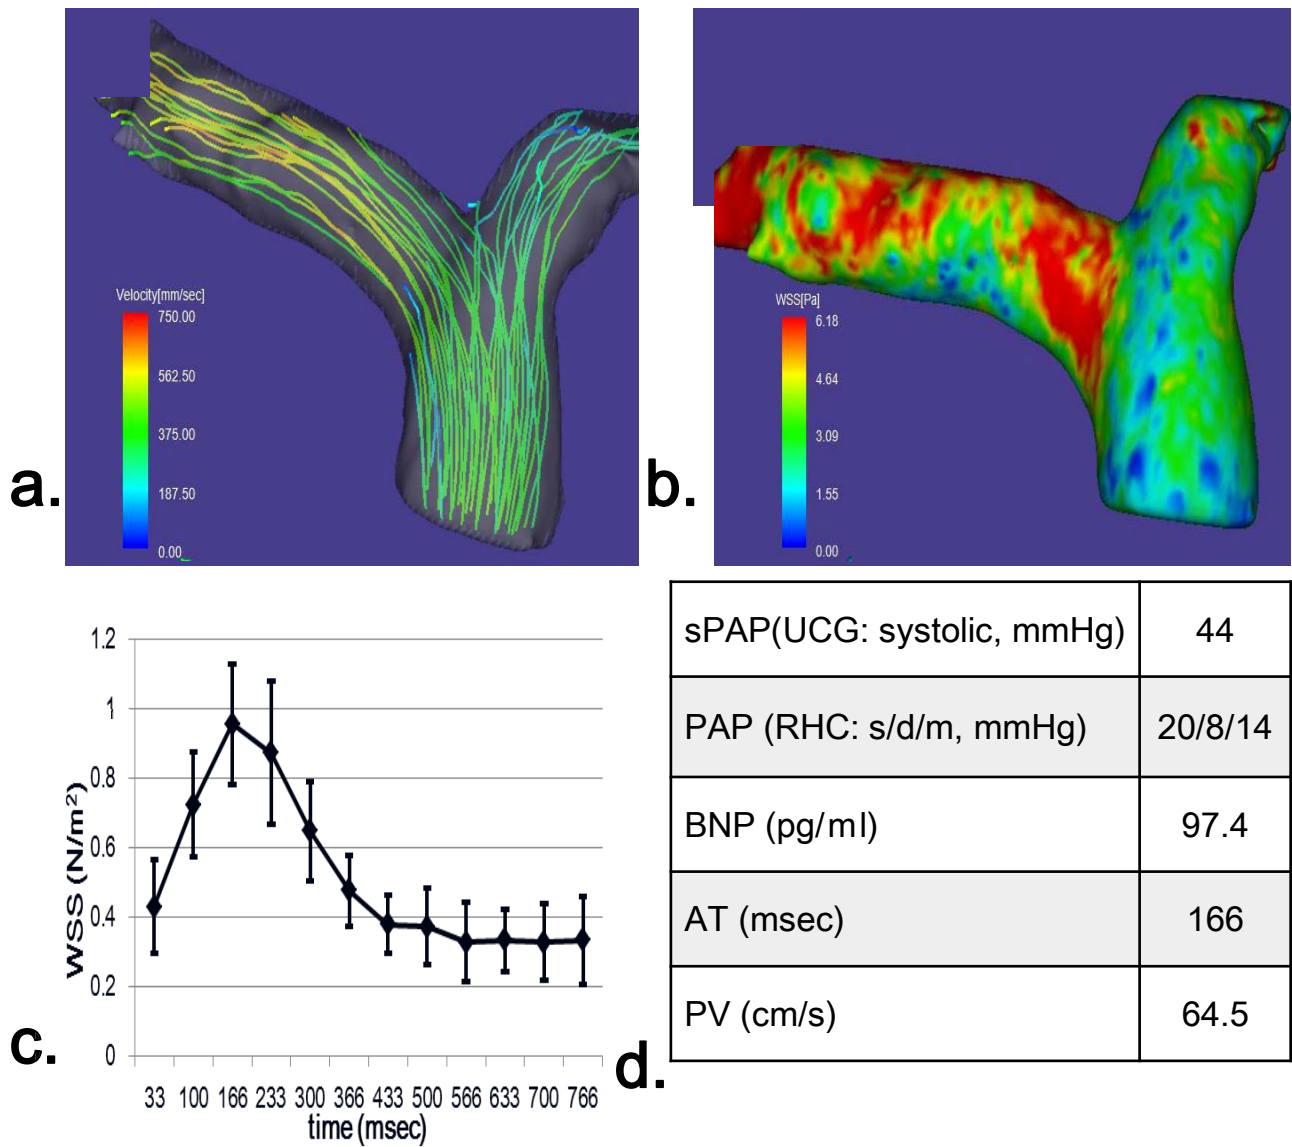 Velocity[mm/sec]
750.00
562.50
375.00
187.50
0.00
a.
WSS[Pa]
6.18
4.64
3.09
1.55
0.00
b.
1.2
1
0.8
0.6
0.4
0.2
0
WSS (N/m²)
33 100 166 233 300 366 433 500 566 633 700 766
time (msec)
c.
sPAP(UCG: systolic, mmHg) 44
PAP (RHC: s/d/m, mmHg) 20/8/14
BNP (pg/ml) 97.4
AT (msec) 166
PV (cm/s) 64.5
d.